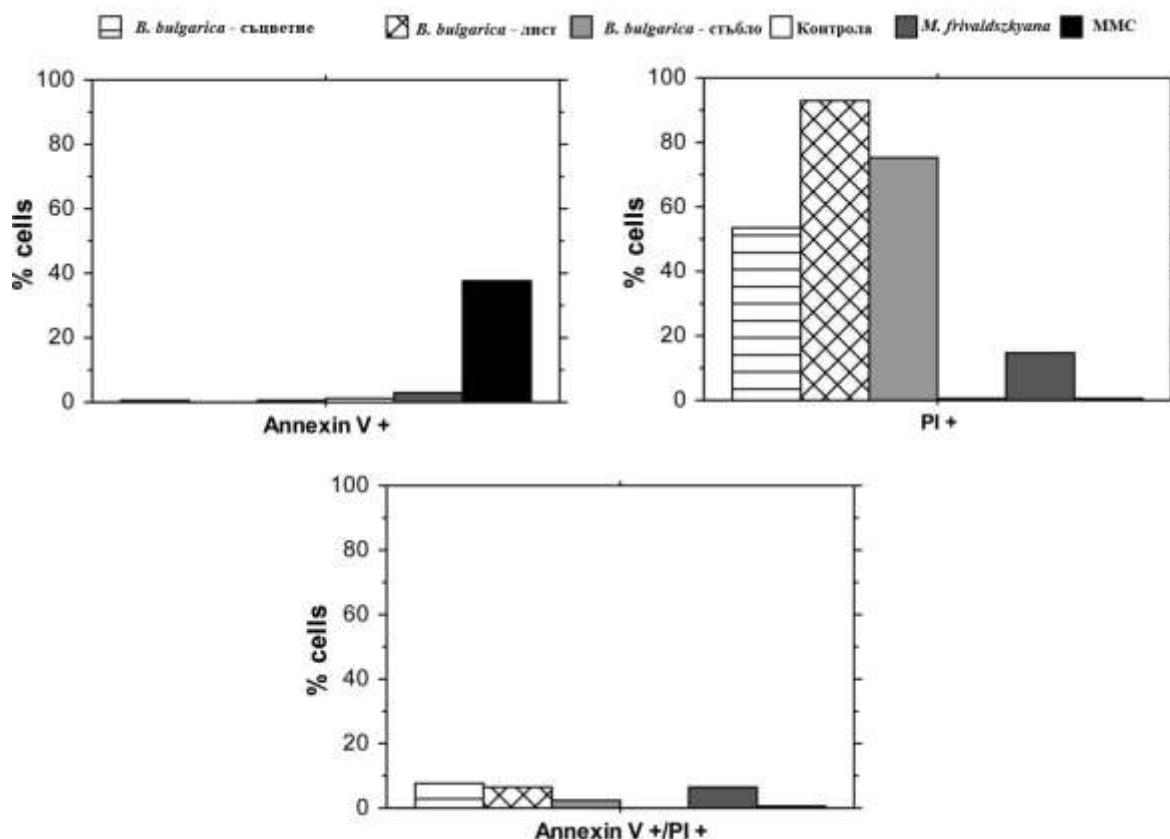 B. bulgarica - съцветие B. bulgarica - лист B. bulgarica - стъбло Контрола M. frivaldszkyana MMC
100
80
60
40
20
0
% cells
Annexin V +
100
80
60
40
20
0
% cells
PI +
100
80
60
40
20
0
% cells
Annexin V +/PI +